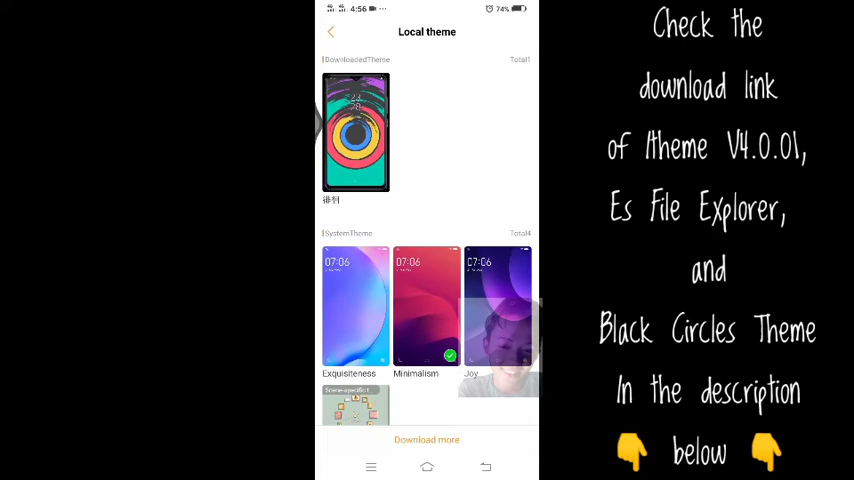 4:56
74%
Local theme
DownloadedTheme
Total1
徘徊
SystemTheme
Total4
07:06
07:06
07:06
Exquisiteness
Minimalism
Joy
Scene-specific t
Download more
Check the
download link
of Itheme V4.0.01,
Es File Explorer,
and
Black Circles Theme
In the description
👇 below 👇